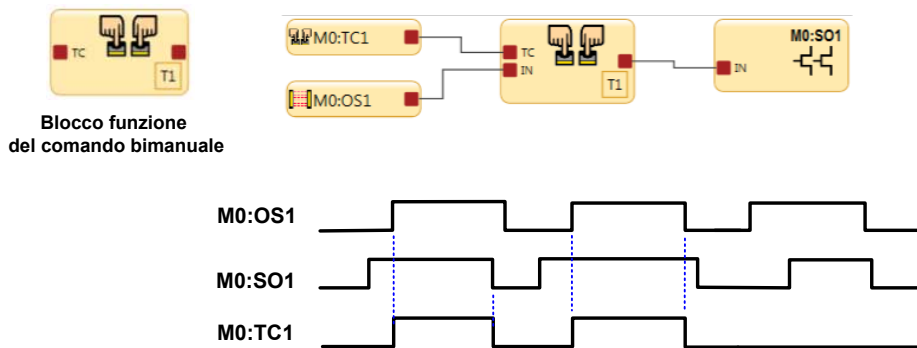 TC
T1
Blocco funzione
del comando bimanuale
M0:TC1
M0:OS1
TC
IN
T1
M0:SO1
IN
M0:OS1
M0:SO1
M0:TC1